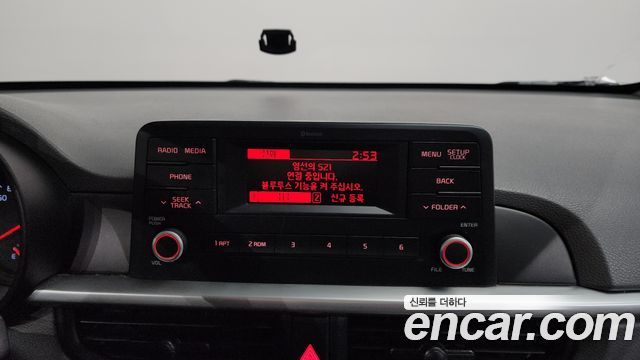 Bluetooth
RADIO MEDIA
PHONE
SEEK
TRACK
POWER
PUSH
VOL
2:53
염선의 S21
연결 중입니다.
블루투스 기능을 켜 주십시오.
2 신규 등록
MENU SETUP
CLOCK
BACK
FOLDER
ENTER
FILE TUNE
1 RPT 2 RDM 3 4 5 6
신뢰를 더하다
encar.com